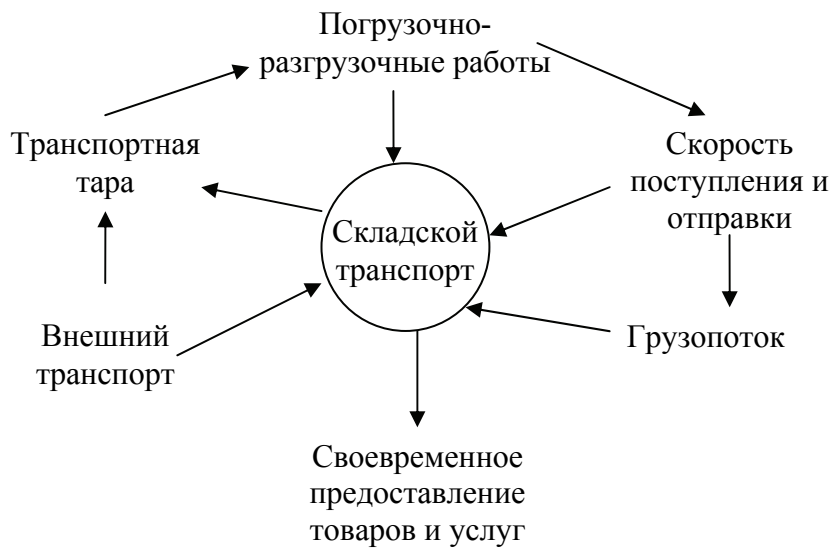 Погрузочно-
разгрузочные работы
Транспортная
тара
Скорость
поступления и
отправки
Складской
транспорт
Внешний
транспорт
Грузопоток
Своевременное
предоставление
товаров и услуг